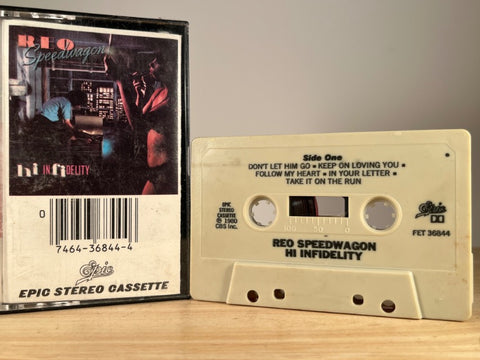 REO
Speedwagon
hi INfiDELITY
0
7464-36844-4
Epic
EPIC STEREO CASSETTE
Side One
DON'T LET HIM GO ▪ KEEP ON LOVING YOU ▪
FOLLOW MY HEART ▪ IN YOUR LETTER ▪
TAKE IT ON THE RUN
EPIC
STEREO
CASSETTE
℗ 1980
CBS Inc.
100 50 0
Epic
FET 36844
REO SPEEDWAGON
HI INFIDELITY